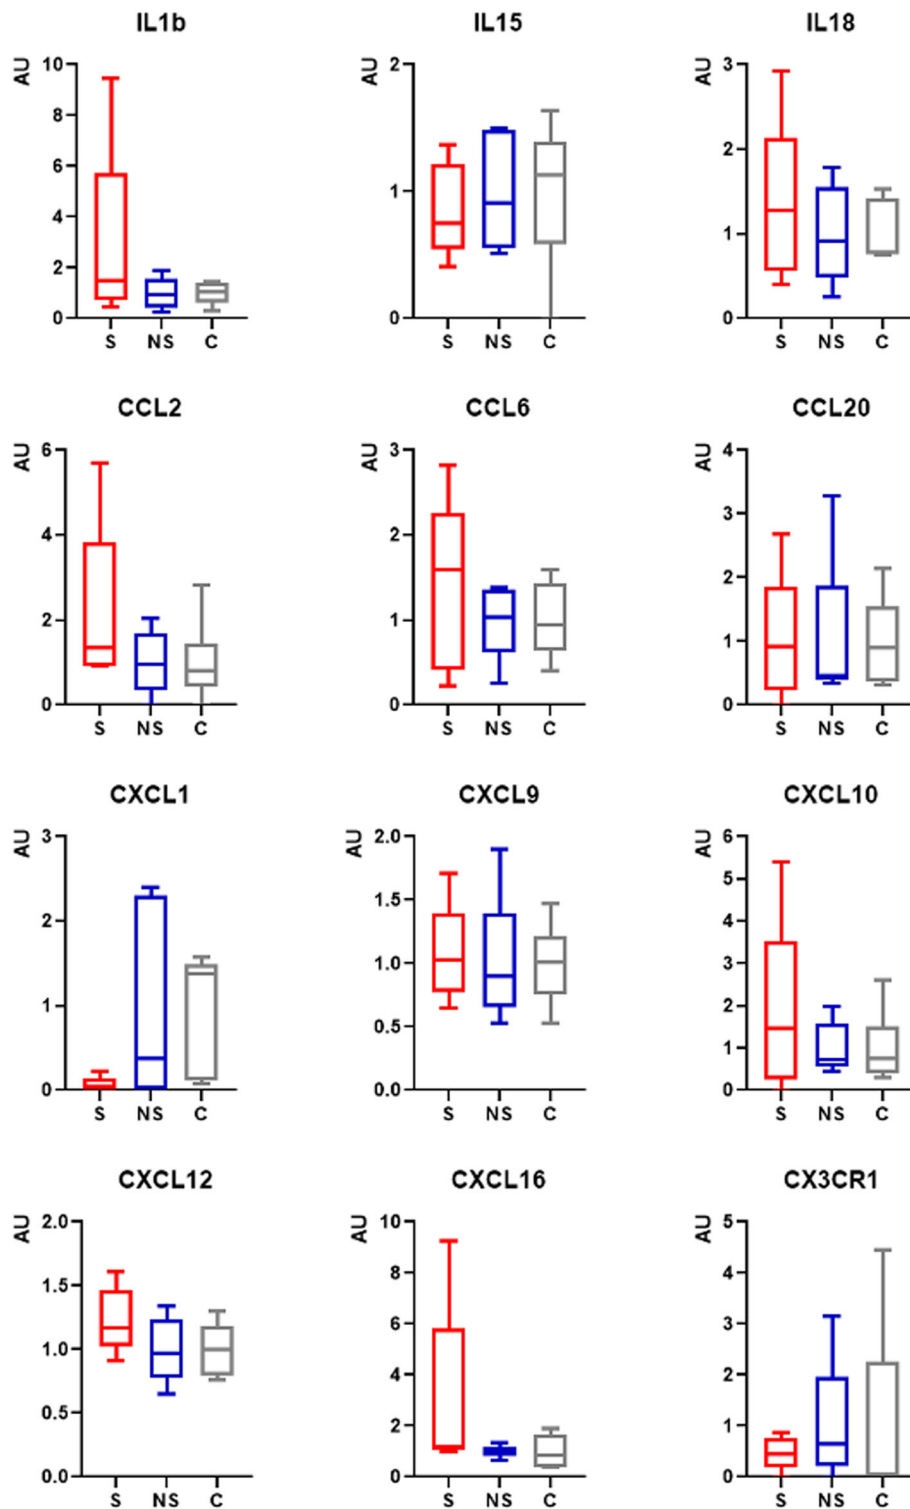 IL1b IL15 IL18
AU AU AU
10 2 3
8
6 2
4 1
2 1
0 0 0
S NS C S NS C S NS C
CCL2 CCL6 CCL20
AU AU AU
6 3 4
4 2 3
2 1 2
1
0 0 0
S NS C S NS C S NS C
CXCL1 CXCL9 CXCL10
AU AU AU
3 2.0 6
5
2 1.5 4
1.0 3
1 0.5 2
1
0 0.0 0
S NS C S NS C S NS C
CXCL12 CXCL16 CX3CR1
AU AU AU
2.0 10 5
1.5 8 4
1.0 6 3
4 2
0.5 2 1
0.0 0 0
S NS C S NS C S NS C